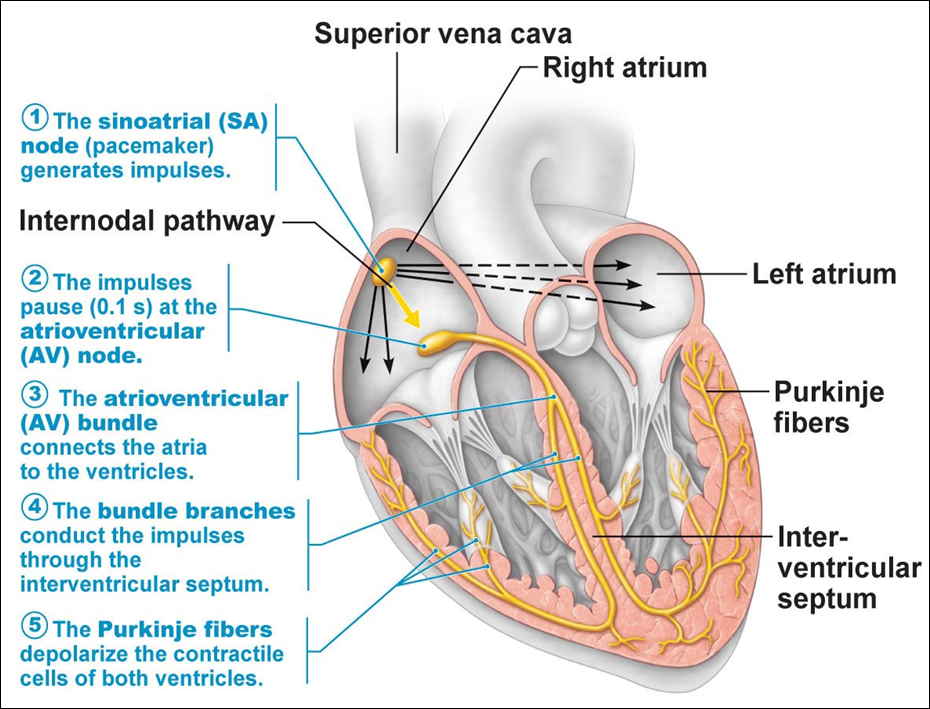 Superior vena cava
Right atrium
① The sinoatrial (SA)
node (pacemaker)
generates impulses.
Internodal pathway
② The impulses
pause (0.1 s) at the
atrioventricular
(AV) node.
Left atrium
③ The atrioventricular
(AV) bundle
connects the atria
to the ventricles.
Purkinje
fibers
④ The bundle branches
conduct the impulses
through the
interventricular septum.
Inter-
ventricular
septum
⑤ The Purkinje fibers
depolarize the contractile
cells of both ventricles.